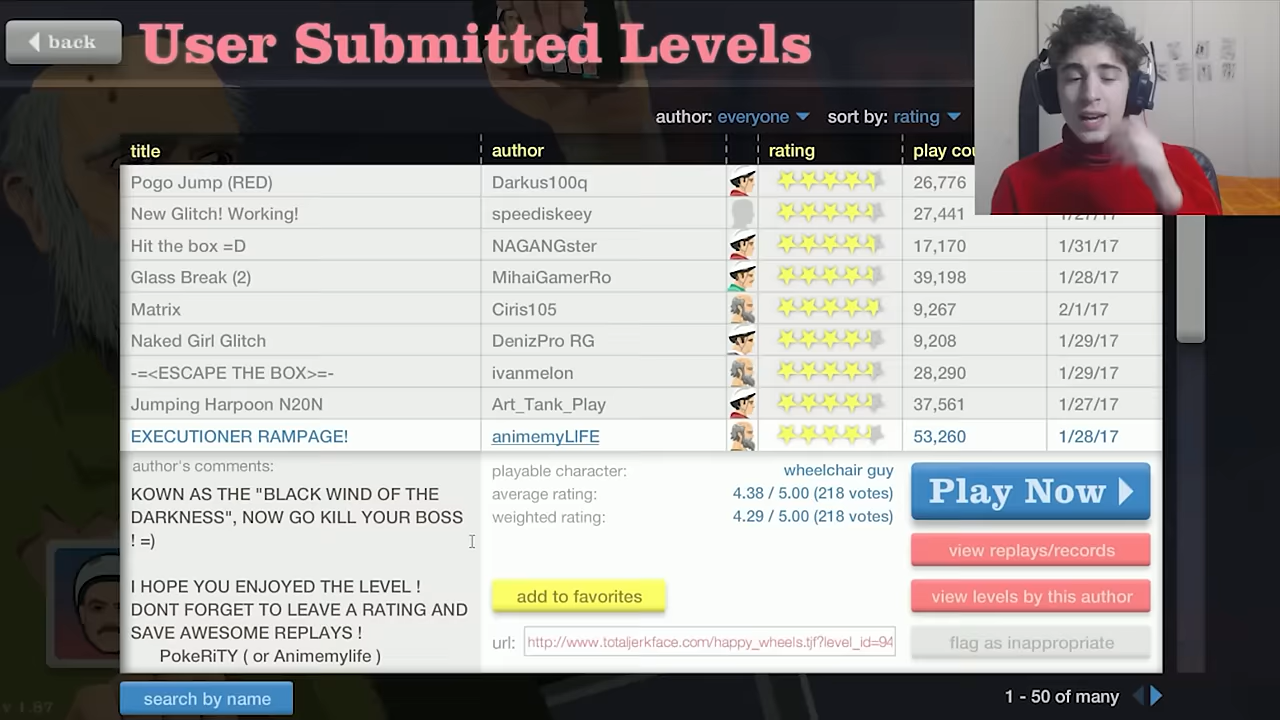 back
User Submitted Levels
author: everyone sort by: rating
title author rating play cou
Pogo Jump (RED) Darkus100q 26,776
New Glitch! Working! speediskeey 27,441 1/27/17
Hit the box =D NAGANGster 17,170 1/31/17
Glass Break (2) MihaiGamerRo 39,198 1/28/17
Matrix Ciris105 9,267 2/1/17
Naked Girl Glitch DenizPro RG 9,208 1/29/17
-=<ESCAPE THE BOX>=- ivanmelon 28,290 1/29/17
Jumping Harpoon N20N Art_Tank_Play 37,561 1/27/17
EXECUTIONER RAMPAGE! animemyLIFE 53,260 1/28/17
author's comments:
KOWN AS THE "BLACK WIND OF THE
DARKNESS", NOW GO KILL YOUR BOSS
! =)
I HOPE YOU ENJOYED THE LEVEL !
DONT FORGET TO LEAVE A RATING AND
SAVE AWESOME REPLAYS !
PokeRiTY ( or Animemylife )
playable character: wheelchair guy
average rating: 4.38 / 5.00 (218 votes)
weighted rating: 4.29 / 5.00 (218 votes)
add to favorites
url: http://www.totaljerkface.com/happy_wheels.tjf?level_id=94
Play Now
view replays/records
view levels by this author
flag as inappropriate
search by name
1 - 50 of many
v 1.87